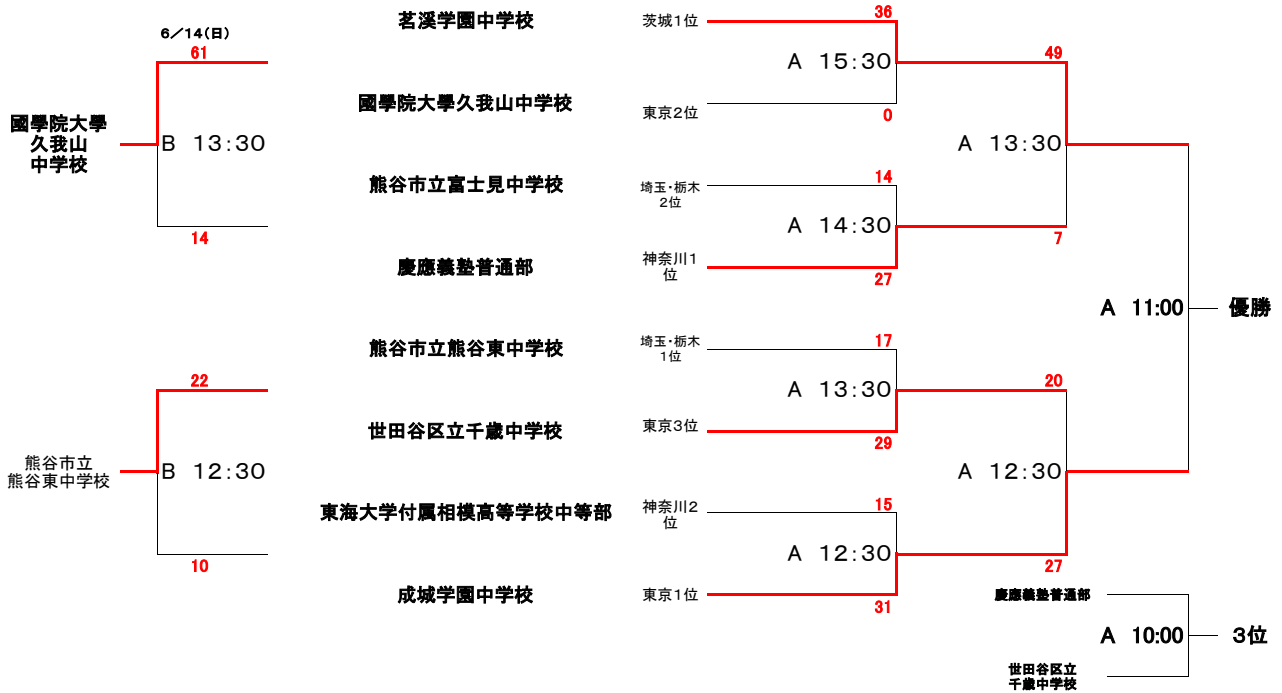 茗溪学園中学校
茨城1位
36
6／14(日)
61
A 15:30
49
國學院大學久我山中学校
東京2位
0
國學院大學
久我山
中学校
B 13:30
A 13:30
熊谷市立富士見中学校
埼玉・栃木
2位
14
A 14:30
14
7
慶應義塾普通部
神奈川1
位
27
A 11:00
優勝
熊谷市立熊谷東中学校
埼玉・栃木
1位
17
22
A 13:30
20
世田谷区立千歳中学校
東京3位
29
熊谷市立
熊谷東中学校
B 12:30
A 12:30
東海大学付属相模高等学校中等部
神奈川2
位
15
A 12:30
10
27
成城学園中学校
東京1位
31
慶應義塾普通部
A 10:00
3位
世田谷区立
千歳中学校